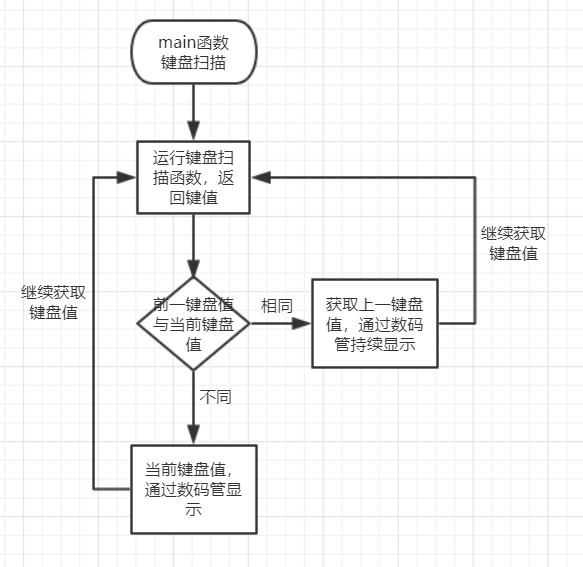 main函数
键盘扫描
运行键盘扫
描函数，返
回键值
继续获取
键盘值
继续获取
键盘值
前一键盘值
与当前键盘
值
相同
获取上一键盘
值，通过数码
管持续显示
不同
当前键盘值，
通过数码管显
示